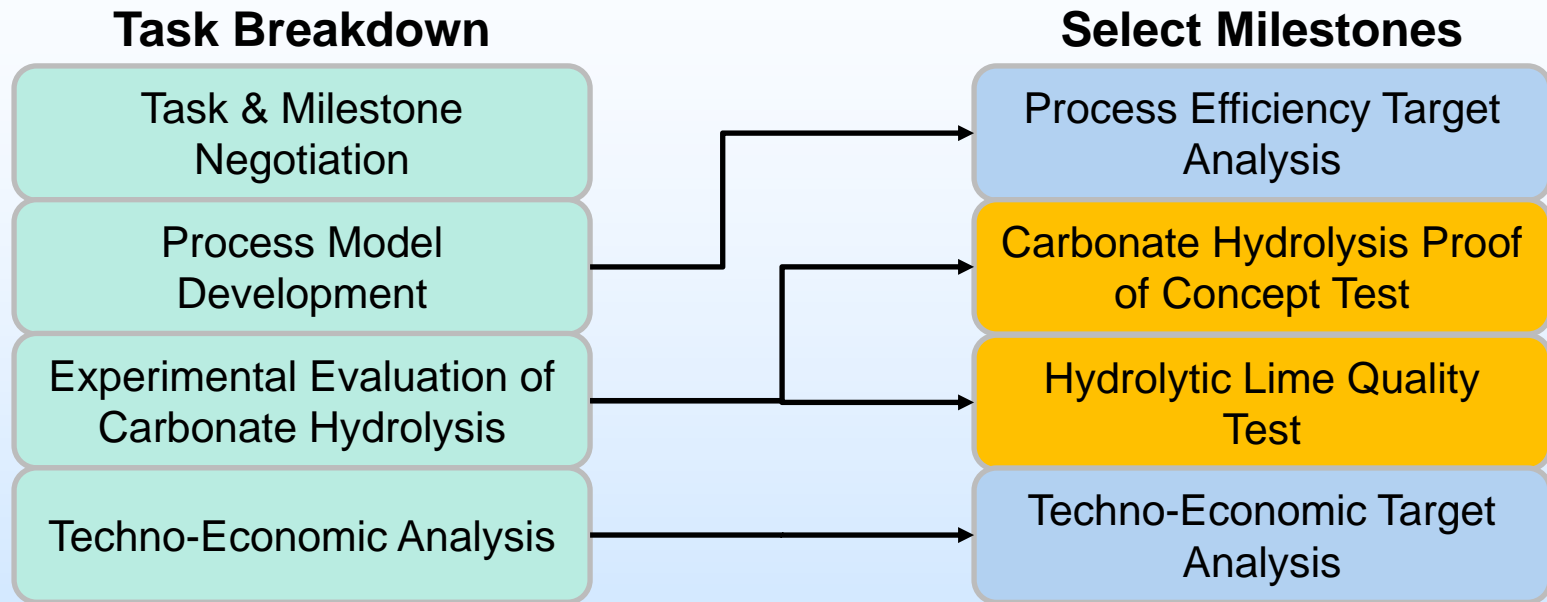 Task Breakdown
Task & Milestone
Negotiation
Process Model
Development
Experimental Evaluation of
Carbonate Hydrolysis
Techno-Economic Analysis
Select Milestones
Process Efficiency Target
Analysis
Carbonate Hydrolysis Proof
of Concept Test
Hydrolytic Lime Quality
Test
Techno-Economic Target
Analysis